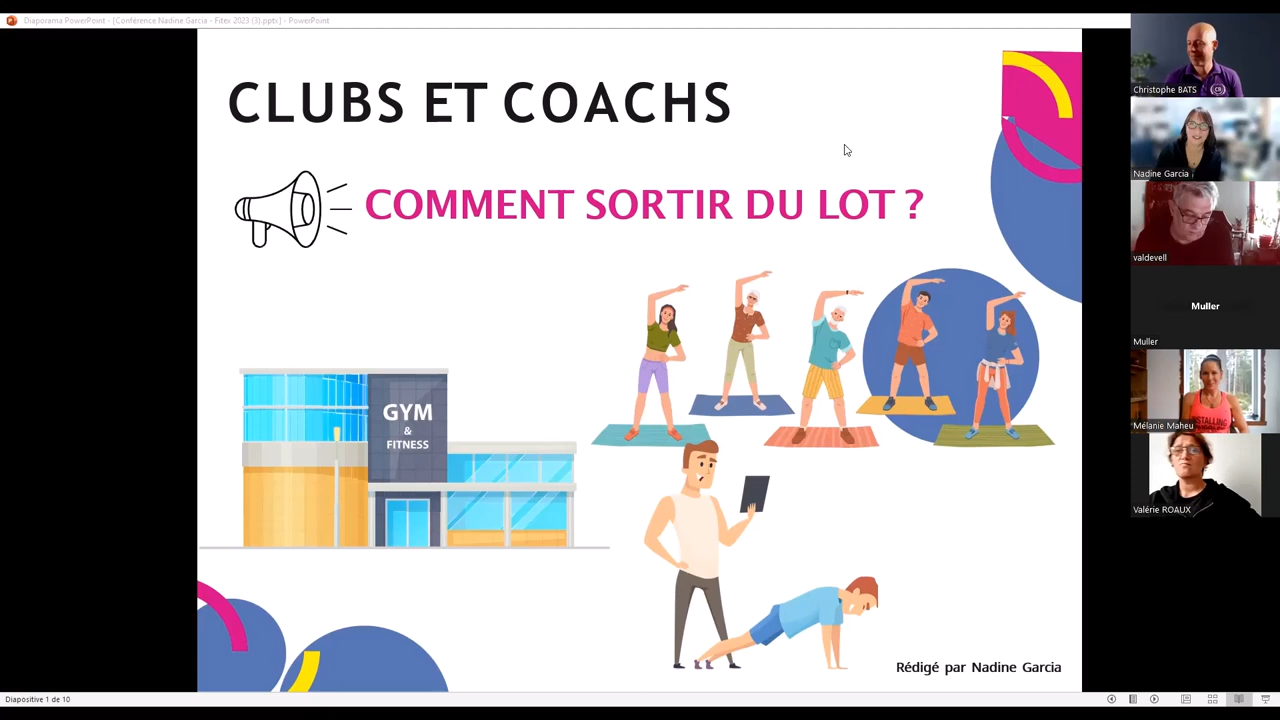 Diaporama PowerPoint - [Conférence Nadine Garcia - Fitex 2023 (3).pptx] - PowerPoint
CLUBS ET COACHS
COMMENT SORTIR DU LOT ?
GYM
&
FITNESS
Rédigé par Nadine Garcia
Christophe BATS
Nadine Garcia
valdevell
Muller
Muller
Mélanie Maheu
Valérie ROAUX
Diapositive 1 de 10